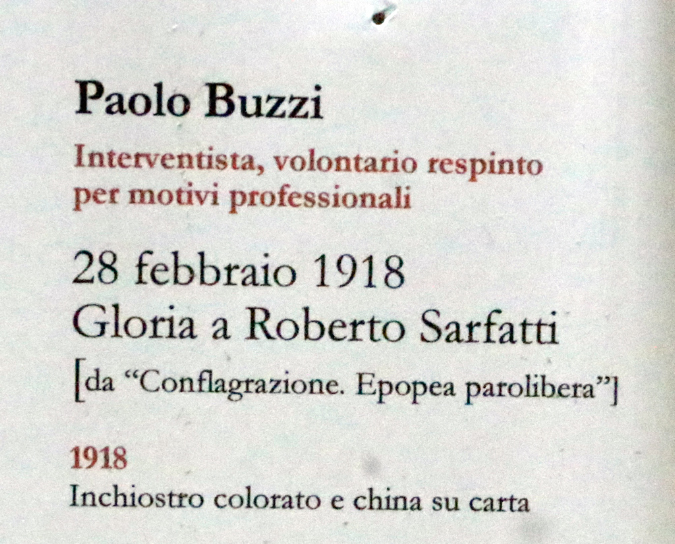 Paolo Buzzi
Interventista, volontario respinto
per motivi professionali
28 febbraio 1918
Gloria a Roberto Sarfatti
[da “Conflagrazione. Epopea parolibera”]
1918
Inchiostro colorato e china su carta